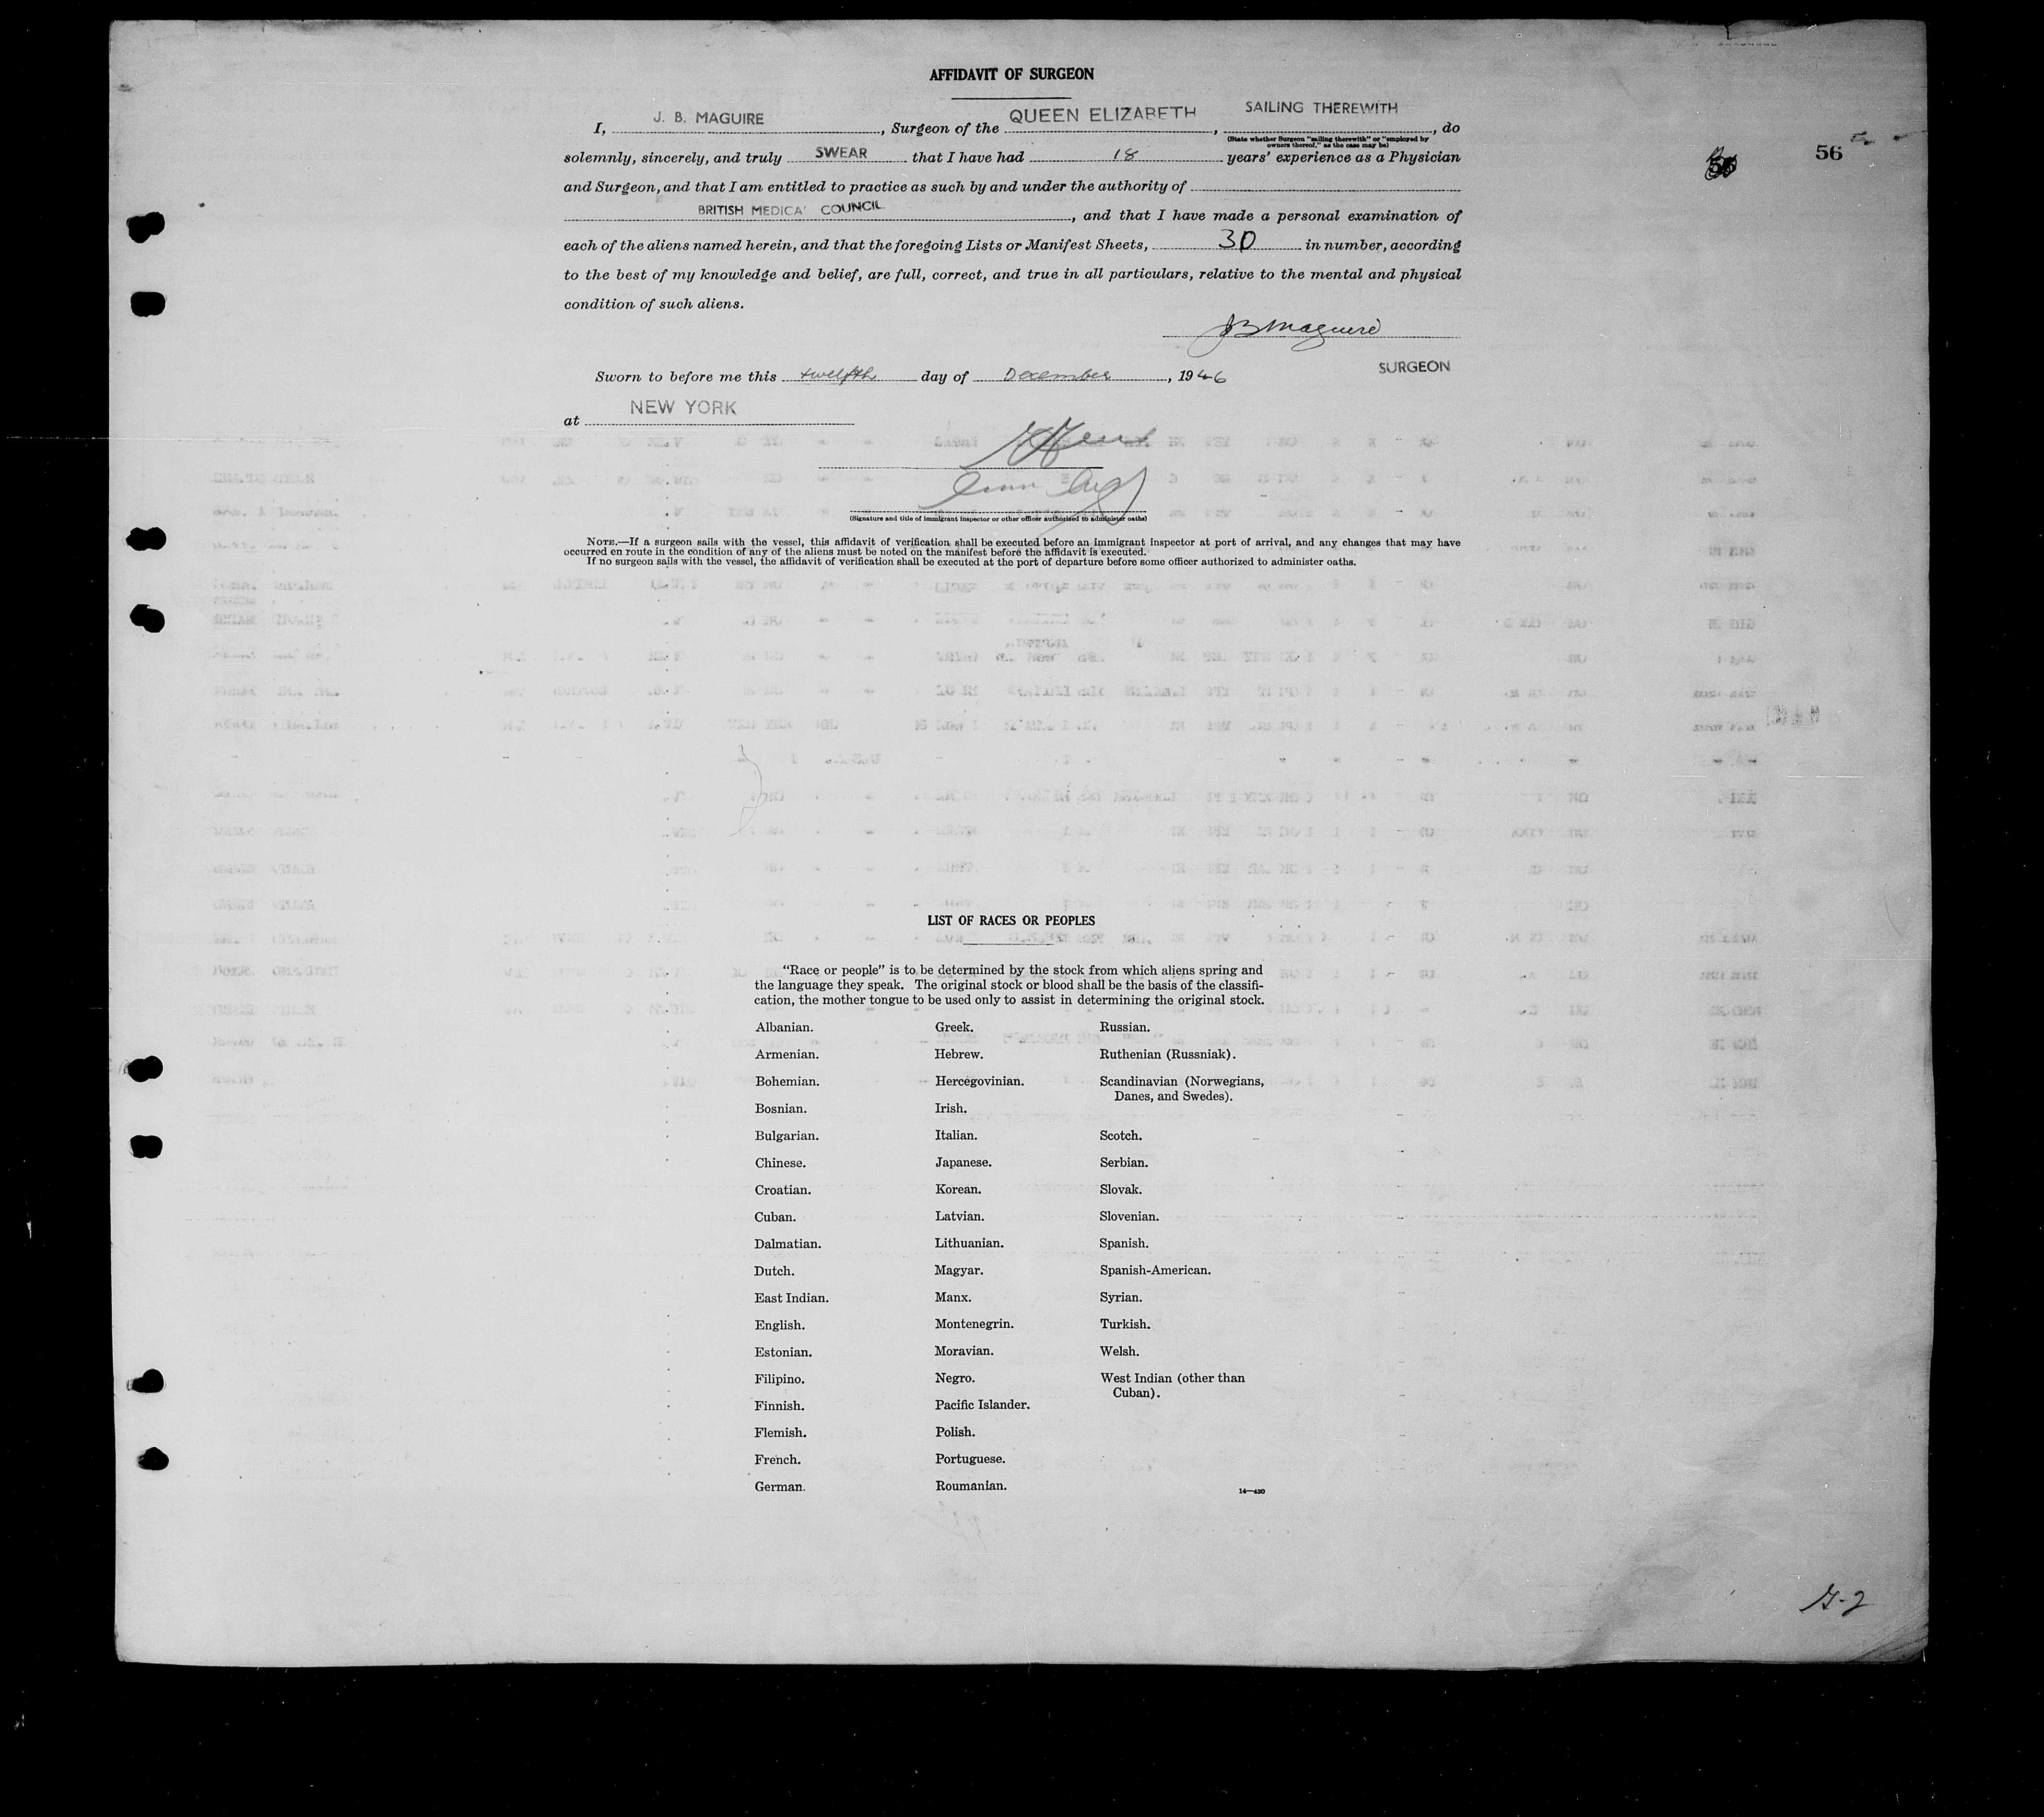 AFFIDAVIT OF SURGEON
I, J. B. MAGUIRE, Surgeon of the QUEEN ELIZABETH, SAILING THEREWITH, do
(State whether Surgeon "sailing therewith" or "employed by
owners thereof," as the case may be)
solemnly, sincerely, and truly SWEAR that I have had 18 years' experience as a Physician
56
and Surgeon, and that I am entitled to practice as such by and under the authority of
BRITISH MEDICA' COUNCIL, and that I have made a personal examination of
each of the aliens named herein, and that the foregoing Lists or Manifest Sheets, 30 in number, according
to the best of my knowledge and belief, are full, correct, and true in all particulars, relative to the mental and physical
condition of such aliens.
JB Maguire
SURGEON
Sworn to before me this twelfth day of December, 1946
at NEW YORK
(Signature and title of immigrant inspector or other officer authorized to administer oaths)
NOTE.—If a surgeon sails with the vessel, this affidavit of verification shall be executed before an immigrant inspector at port of arrival, and any changes that may have
occurred en route in the condition of any of the aliens must be noted on the manifest before the affidavit is executed.
If no surgeon sails with the vessel, the affidavit of verification shall be executed at the port of departure before some officer authorized to administer oaths.
LIST OF RACES OR PEOPLES
"Race or people" is to be determined by the stock from which aliens spring and
the language they speak. The original stock or blood shall be the basis of the classifi-
cation, the mother tongue to be used only to assist in determining the original stock.
Albanian.
Armenian.
Bohemian.
Bosnian.
Bulgarian.
Chinese.
Croatian.
Cuban.
Dalmatian.
Dutch.
East Indian.
English.
Estonian.
Filipino.
Finnish.
Flemish.
French.
German.
Greek.
Hebrew.
Hercegovinian.
Irish.
Italian.
Japanese.
Korean.
Latvian.
Lithuanian.
Magyar.
Manx.
Montenegrin.
Moravian.
Negro.
Pacific Islander.
Polish.
Portuguese.
Roumanian.
Russian.
Ruthenian (Russniak).
Scandinavian (Norwegians,
Danes, and Swedes).
Scotch.
Serbian.
Slovak.
Slovenian.
Spanish.
Spanish-American.
Syrian.
Turkish.
Welsh.
West Indian (other than
Cuban).
14—430